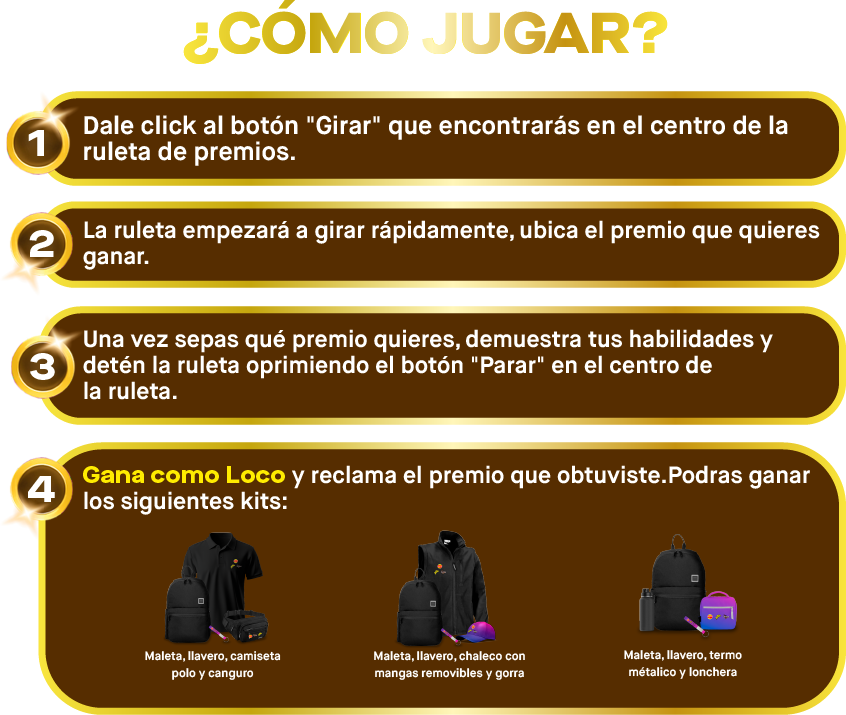 ¿CÓMO JUGAR?
1
Dale click al botón "Girar" que encontrarás en el centro de la
ruleta de premios.
2
La ruleta empezará a girar rápidamente, ubica el premio que quieres
ganar.
3
Una vez sepas qué premio quieres, demuestra tus habilidades y
detén la ruleta oprimiendo el botón "Parar" en el centro de
la ruleta.
4
Gana como Loco y reclama el premio que obtuviste.Podras ganar
los siguientes kits:
Maleta, llavero, camiseta
polo y canguro
Maleta, llavero, chaleco con
mangas removibles y gorra
Maleta, llavero, termo
métalico y lonchera